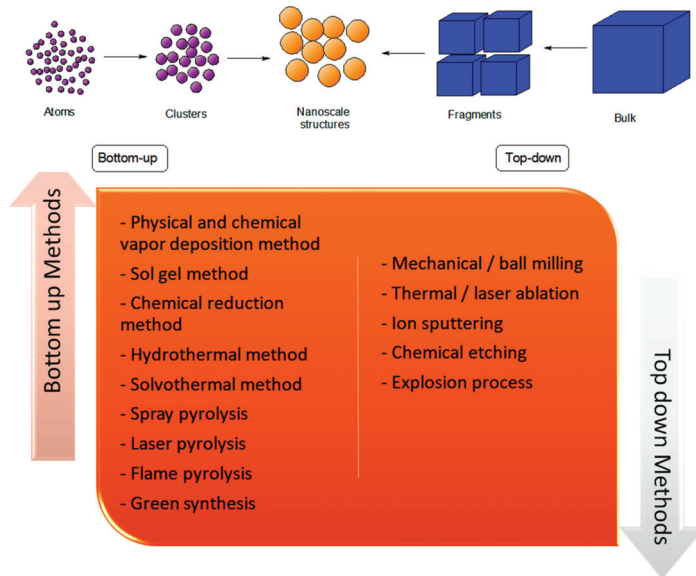 Atoms
Clusters
Nanoscale
structures
Fragments
Bulk
Bottom-up
Top-down
Bottom up Methods
- Physical and chemical
vapor deposition method
- Sol gel method
- Chemical reduction
method
- Hydrothermal method
- Solvothermal method
- Spray pyrolysis
- Laser pyrolysis
- Flame pyrolysis
- Green synthesis
- Mechanical / ball milling
- Thermal / laser ablation
- Ion sputtering
- Chemical etching
- Explosion process
Top down Methods